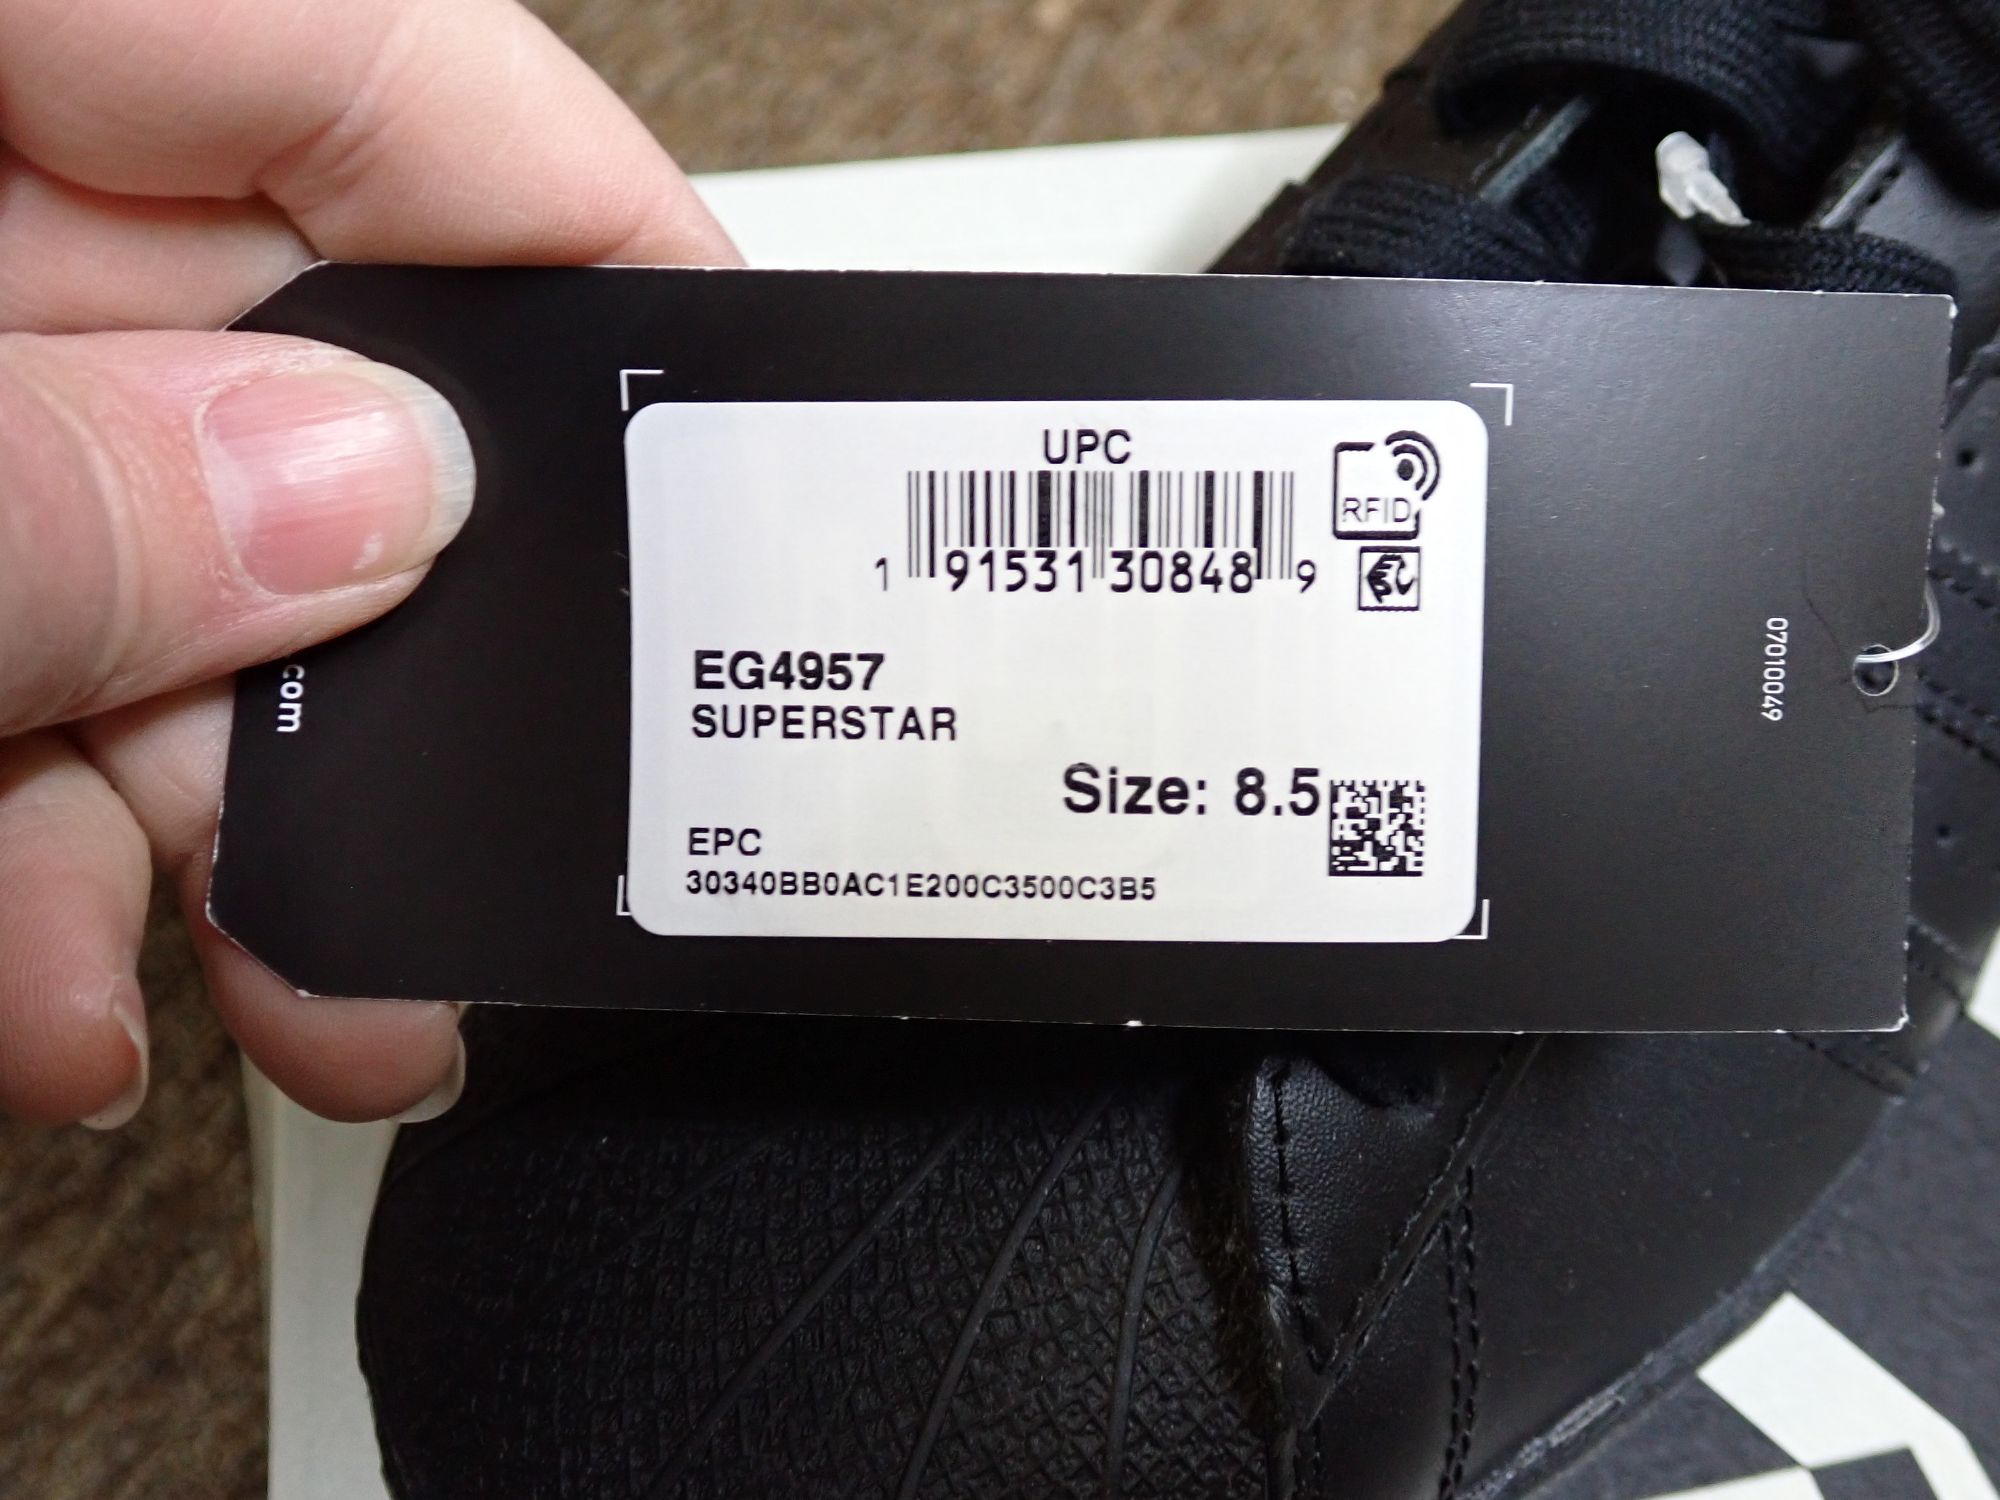 UPC
RFID
1 91531 30848 9
EG4957
SUPERSTAR
Size: 8.5
EPC
30340BB0AC1E200C3500C3B5
.com
07010049